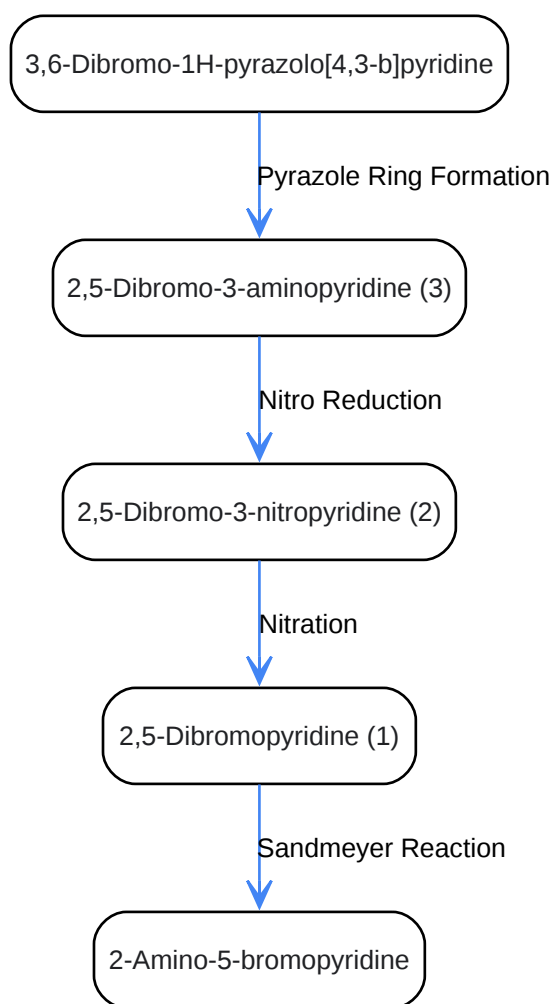 3,6-Dibromo-1H-pyrazolo[4,3-b]pyridine
Pyrazole Ring Formation
2,5-Dibromo-3-aminopyridine (3)
Nitro Reduction
2,5-Dibromo-3-nitropyridine (2)
Nitration
2,5-Dibromopyridine (1)
Sandmeyer Reaction
2-Amino-5-bromopyridine